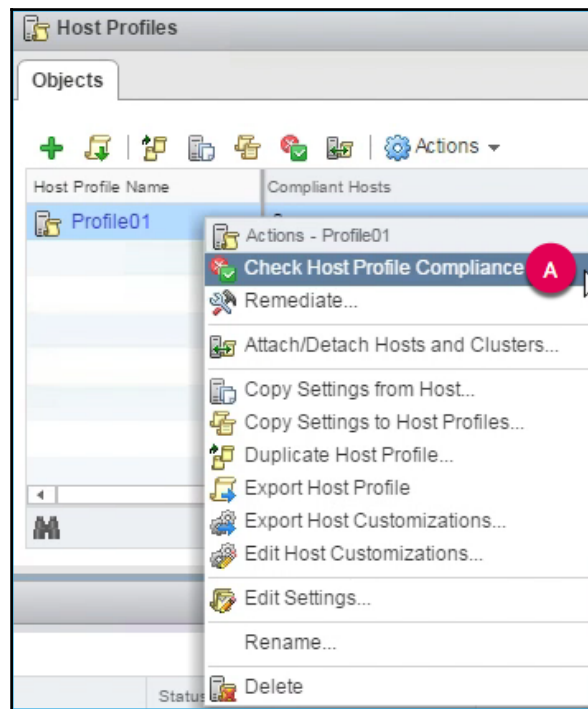 Host Profiles
Objects
Actions
Host Profile Name Compliant Hosts
Profile01
Actions - Profile01
Check Host Profile Compliance A
Remediate...
Attach/Detach Hosts and Clusters...
Copy Settings from Host...
Copy Settings to Host Profiles...
Duplicate Host Profile...
Export Host Profile
Export Host Customizations...
Edit Host Customizations...
Edit Settings...
Rename...
Status
Delete